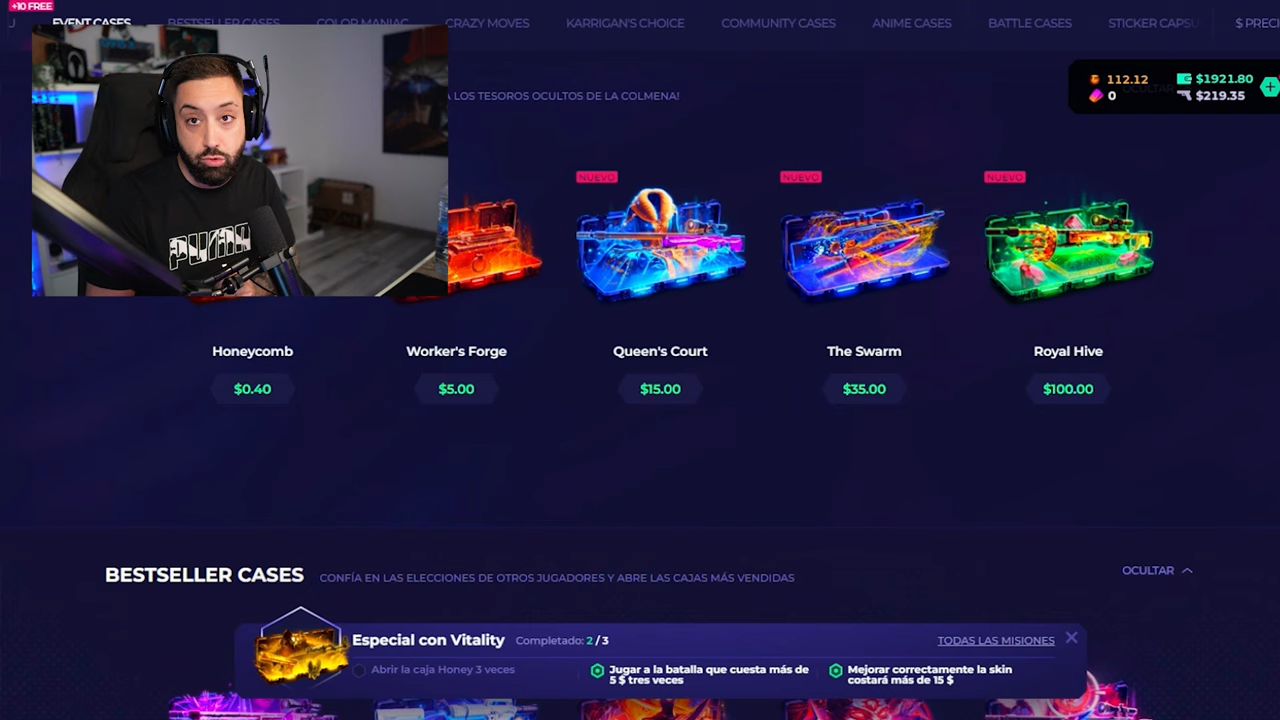 +10 FREE
EVENT CASES
BESTSELLER CASES
COLOR MANIAC
CRAZY MOVES
KARRIGAN'S CHOICE
COMMUNITY CASES
ANIME CASES
BATTLE CASES
STICKER CAPSU
$ PRECI
112.12
$1921.80
0
$219.35
OCULTAR
A LOS TESOROS OCULTOS DE LA COLMENA!
PUMA
NUEVO
NUEVO
NUEVO
Honeycomb
Worker's Forge
Queen's Court
The Swarm
Royal Hive
$0.40
$5.00
$15.00
$35.00
$100.00
BESTSELLER CASES
CONFÍA EN LAS ELECCIONES DE OTROS JUGADORES Y ABRE LAS CAJAS MÁS VENDIDAS
OCULTAR
Especial con Vitality
Completado: 2 / 3
TODAS LAS MISIONES
Abrir la caja Honey 3 veces
Jugar a la batalla que cuesta más de
5 $ tres veces
Mejorar correctamente la skin
costará más de 15 $